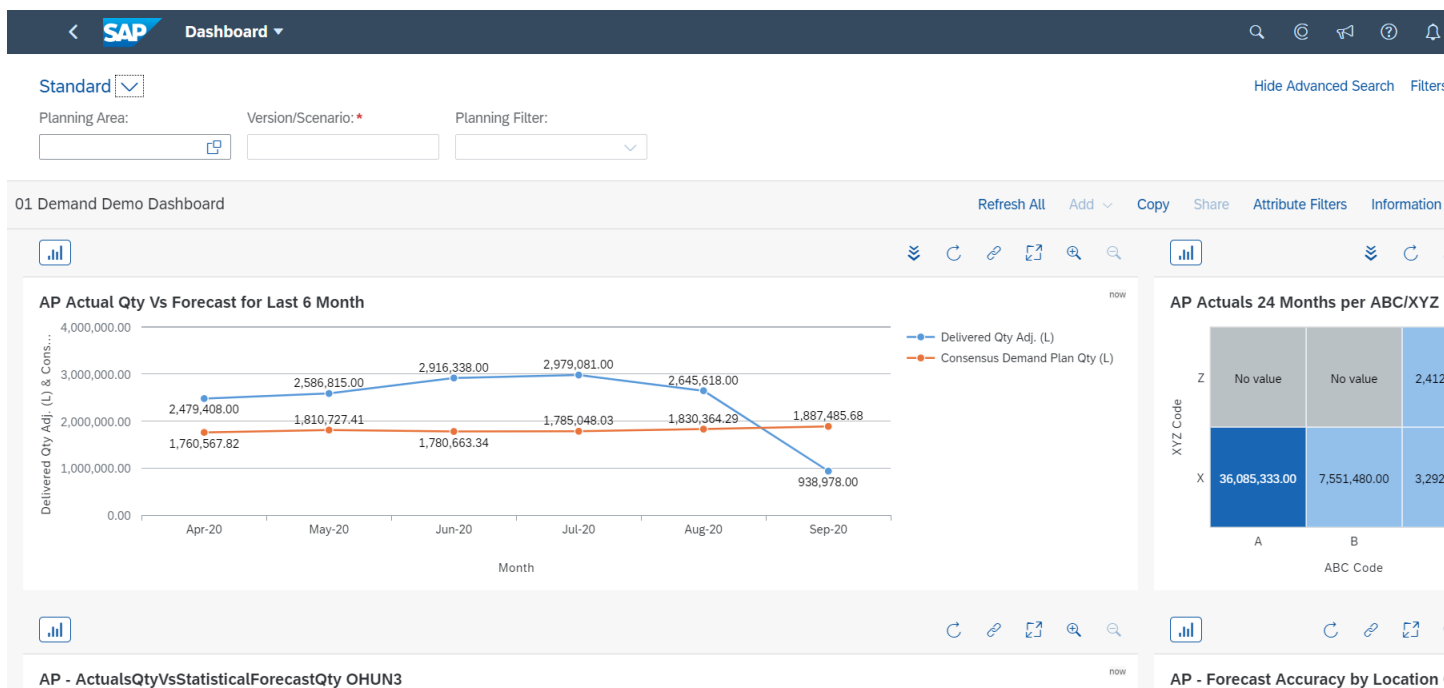 SAP Dashboard
Standard
Hide Advanced Search Filters
Planning Area: Version/Scenario:* Planning Filter:
01 Demand Demo Dashboard
Refresh All Add Copy Share Attribute Filters Information
AP Actual Qty Vs Forecast for Last 6 Month
now
Delivered Qty Adj. (L) & Cons...
4,000,000.00
3,000,000.00
2,000,000.00
1,000,000.00
0.00
2,479,408.00
2,586,815.00
2,916,338.00
2,979,081.00
2,645,618.00
938,978.00
1,760,567.82
1,810,727.41
1,780,663.34
1,785,048.03
1,830,364.29
1,887,485.68
Apr-20 May-20 Jun-20 Jul-20 Aug-20 Sep-20
Month
Delivered Qty Adj. (L)
Consensus Demand Plan Qty (L)
AP Actuals 24 Months per ABC/XYZ
XYZ Code
Z No value No value 2,412
X 36,085,333.00 7,551,480.00 3,292
A B
ABC Code
AP - ActualsQtyVsStatisticalForecastQty OHUN3
now
AP - Forecast Accuracy by Location